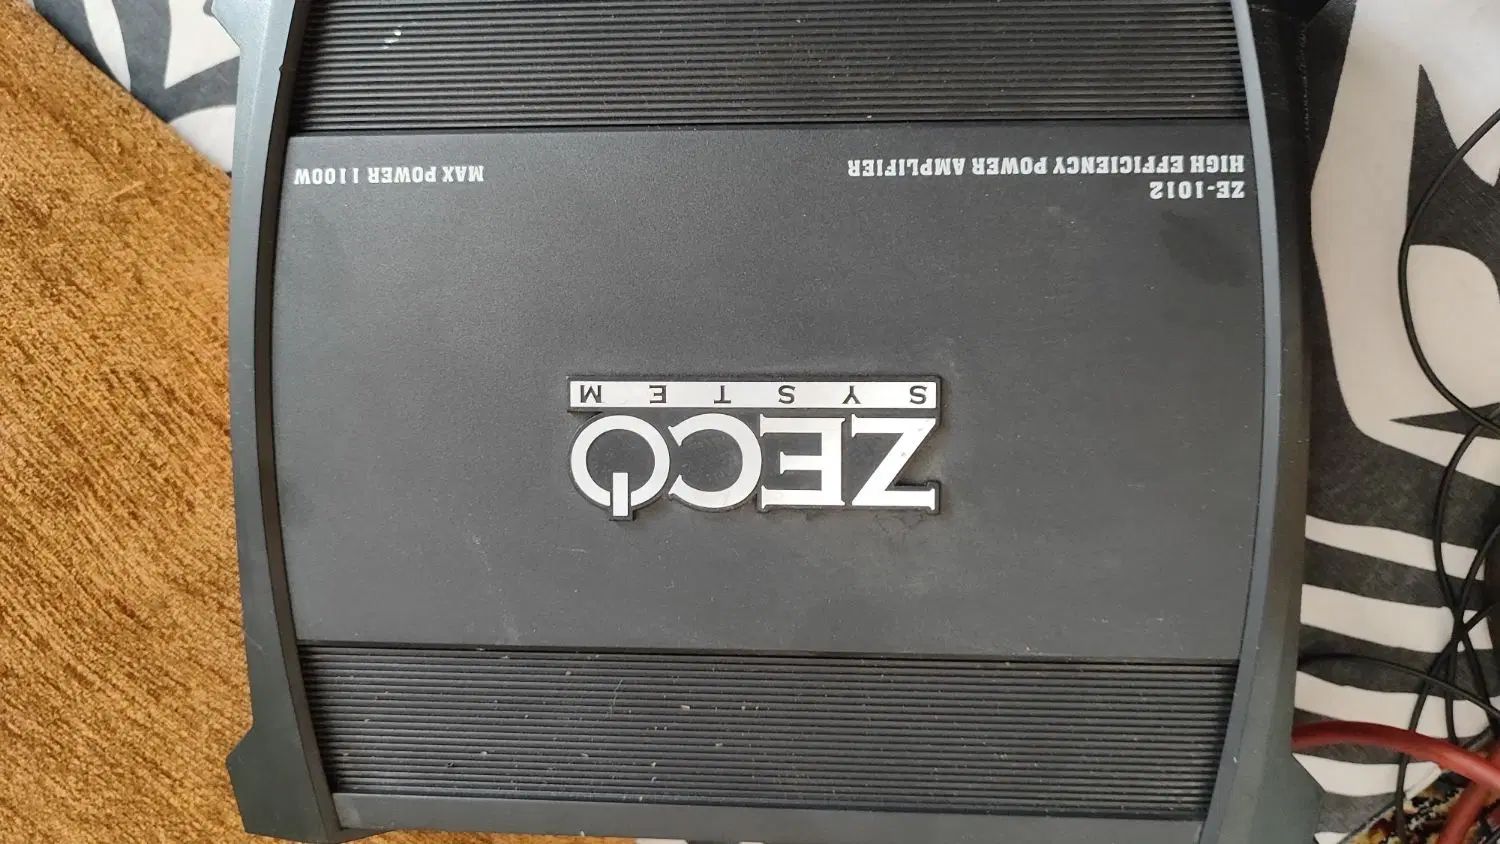 ZECO
SYSTEM
ZE-1012
HIGH EFFICIENCY POWER AMPLIFIER
MAX POWER 1100W